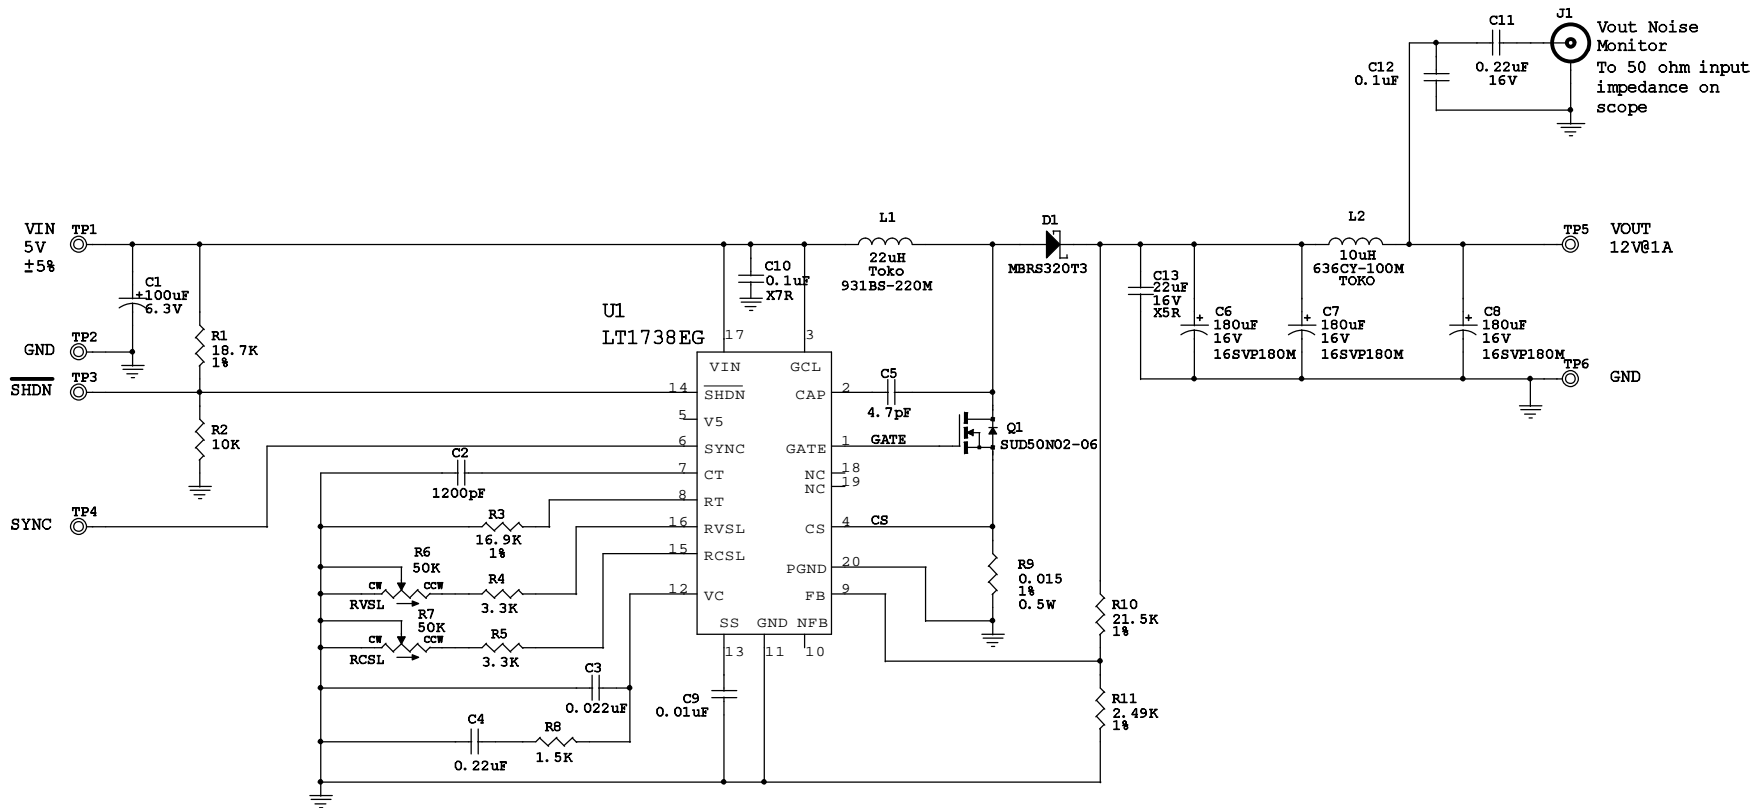 J1
C11
Vout Noise
Monitor
To 50 ohm input
impedance on
scope
0.22uF
16V
C12
0.1uF
VIN
5V
±5%
TP1
C1
+
100uF
6.3V
R1
18.7K
1%
TP2
GND
TP3
SHDN
R2
10K
TP4
SYNC
L1
22uH
Toko
931BS-220M
D1
MBRS320T3
L2
10uH
636CY-100M
TOKO
TP5
VOUT
12V@1A
C10
0.1uF
X7R
C13
22uF
16V
X5R
C6
+
180uF
16V
16SVP180M
C7
+
180uF
16V
16SVP180M
C8
+
180uF
16V
16SVP180M
TP6
GND
U1
LT1738EG
17
3
VIN
GCL
14
SHDN
CAP
2
C5
4.7pF
5
V5
6
SYNC
GATE
1
GATE
Q1
SUD50N02-06
7
CT
NC
18
NC
19
8
RT
16
RVSL
CS
4
CS
15
RCSL
PGND
20
12
VC
FB
9
SS
GND
NFB
13
11
10
C2
1200pF
R3
16.9K
1%
R6
50K
CW
CCW
RVSL
R4
3.3K
R7
50K
CW
CCW
RCSL
R5
3.3K
C3
0.022uF
C4
0.22uF
R8
1.5K
C9
0.01uF
R9
0.015
1%
0.5W
R10
21.5K
1%
R11
2.49K
1%